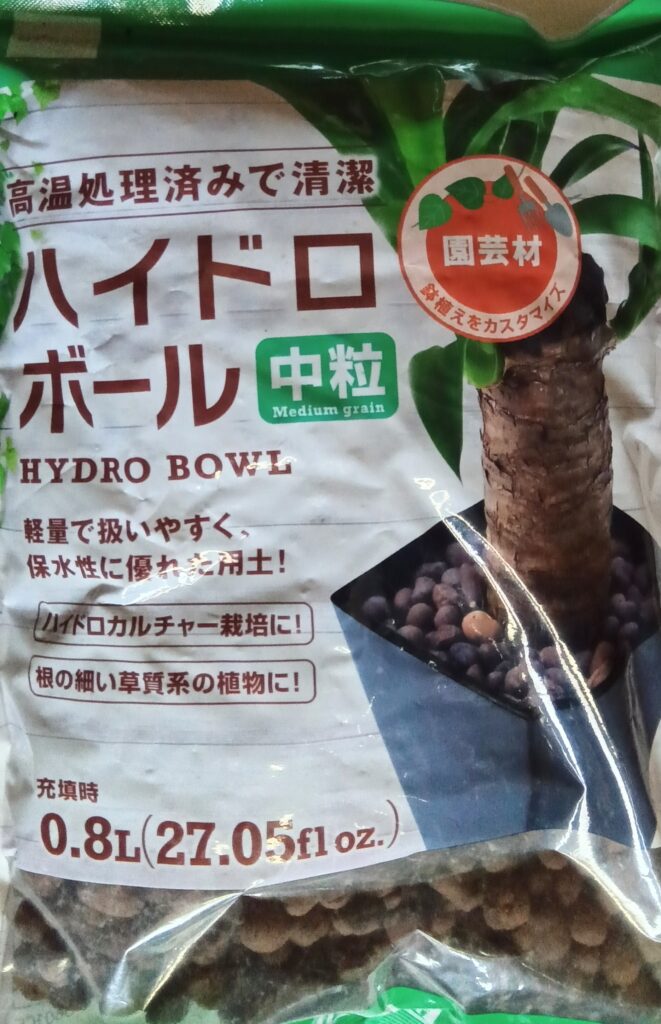 高温処理済みで清潔
園芸材
鉢植えをカスタマイズ
ハイドロ
ボール
中粒
Medium grain
HYDRO BOWL
軽量で扱いやすく、
保水性に優れた用土!
ハイドロカルチャー栽培に!
根の細い草質系の植物に!
充填時
0.8L(27.05fl oz.)